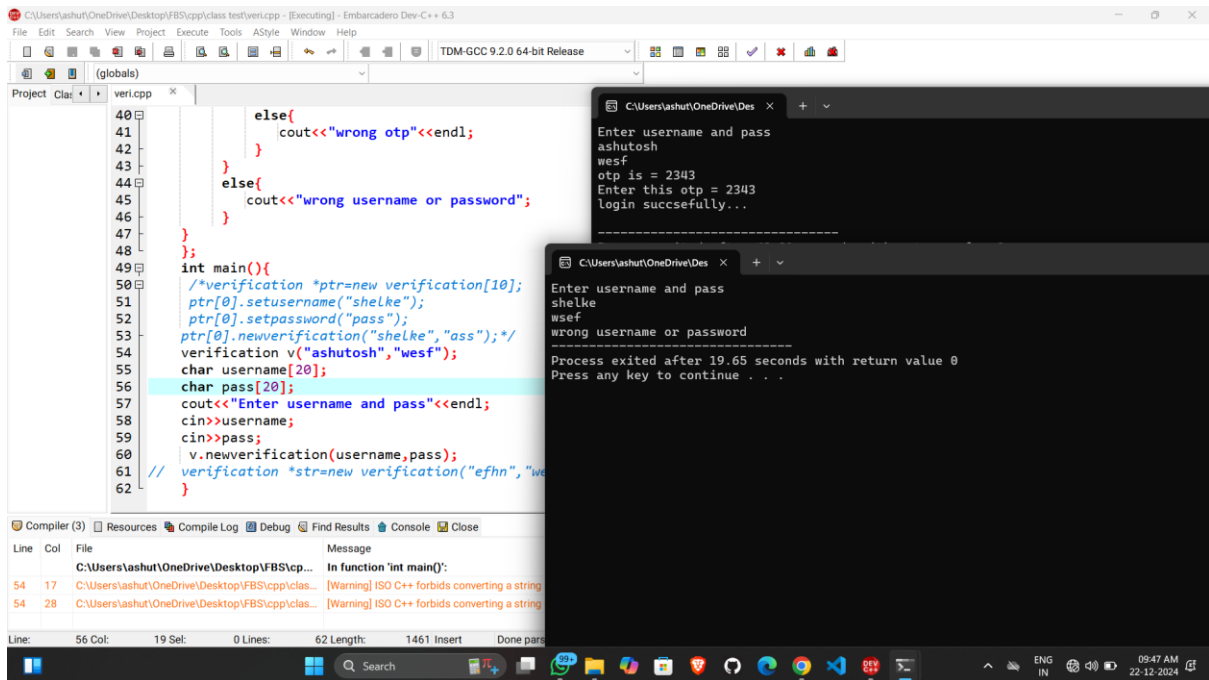 C:\Users\ashut\OneDrive\Desktop\FBS\cpp\class test\veri.cpp - [Executing] - Embarcadero Dev-C++ 6.3
File Edit Search View Project Execute Tools AStyle Window Help
TDM-GCC 9.2.0 64-bit Release
(globals)
Project Clas veri.cpp
40 else{
41 cout<<"wrong otp"<<endl;
42 }
43 }
44 else{
45 cout<<"wrong username or password";
46 }
47 }
48 };
49 int main(){
50 /*verification *ptr=new verification[10];
51 ptr[0].setusername("shelke");
52 ptr[0].setpassword("pass");
53 ptr[0].newverification("shelke","ass");*/
54 verification v("ashutosh","wesf");
55 char username[20];
56 char pass[20];
57 cout<<"Enter username and pass"<<endl;
58 cin>>username;
59 cin>>pass;
60 v.newverification(username,pass);
61 // verification *str=new verification("efhn","we
62 }
C:\Users\ashut\OneDrive\Des
Enter username and pass
ashutosh
wesf
otp is = 2343
Enter this otp = 2343
login succsefully...
--------------------------------
C:\Users\ashut\OneDrive\Des
Enter username and pass
shelke
wsef
wrong username or password
--------------------------------
Process exited after 19.65 seconds with return value 0
Press any key to continue . . .
Compiler (3) Resources Compile Log Debug Find Results Console Close
Line Col File Message
C:\Users\ashut\OneDrive\Desktop\FBS\cp... In function 'int main()':
54 17 C:\Users\ashut\OneDrive\Desktop\FBS\cpp\clas... [Warning] ISO C++ forbids converting a string
54 28 C:\Users\ashut\OneDrive\Desktop\FBS\cpp\clas... [Warning] ISO C++ forbids converting a string
Line: 56 Col: 19 Sel: 0 Lines: 62 Length: 1461 Insert Done pars
Search
99+
DEV
ENG
IN
09:47 AM
22-12-2024